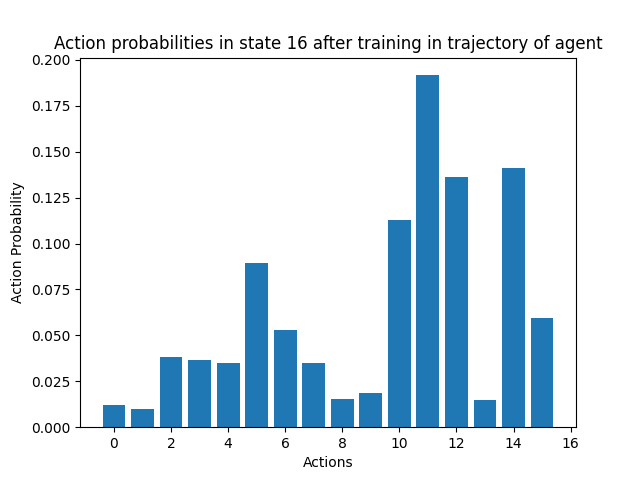 Action probabilities in state 16 after training in trajectory of agent
0.200
0.175
0.150
0.125
0.100
0.075
0.050
0.025
0.000
Action Probability
0 2 4 6 8 10 12 14 16
Actions